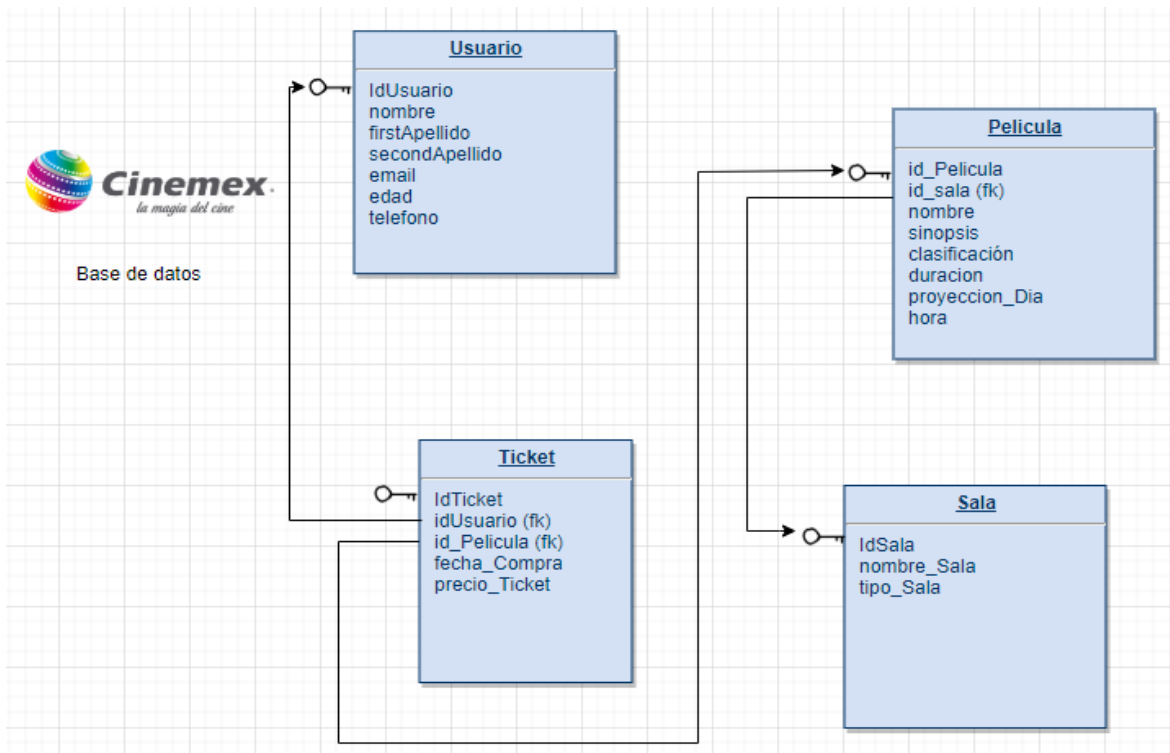 Usuario
IdUsuario
nombre
firstApellido
secondApellido
email
edad
telefono
Cinemex.
la magia del cine
Base de datos
Pelicula
id_Pelicula
id_sala (fk)
nombre
sinopsis
clasificación
duracion
proyeccion_Dia
hora
Ticket
IdTicket
idUsuario (fk)
id_Pelicula (fk)
fecha_Compra
precio_Ticket
Sala
IdSala
nombre_Sala
tipo_Sala